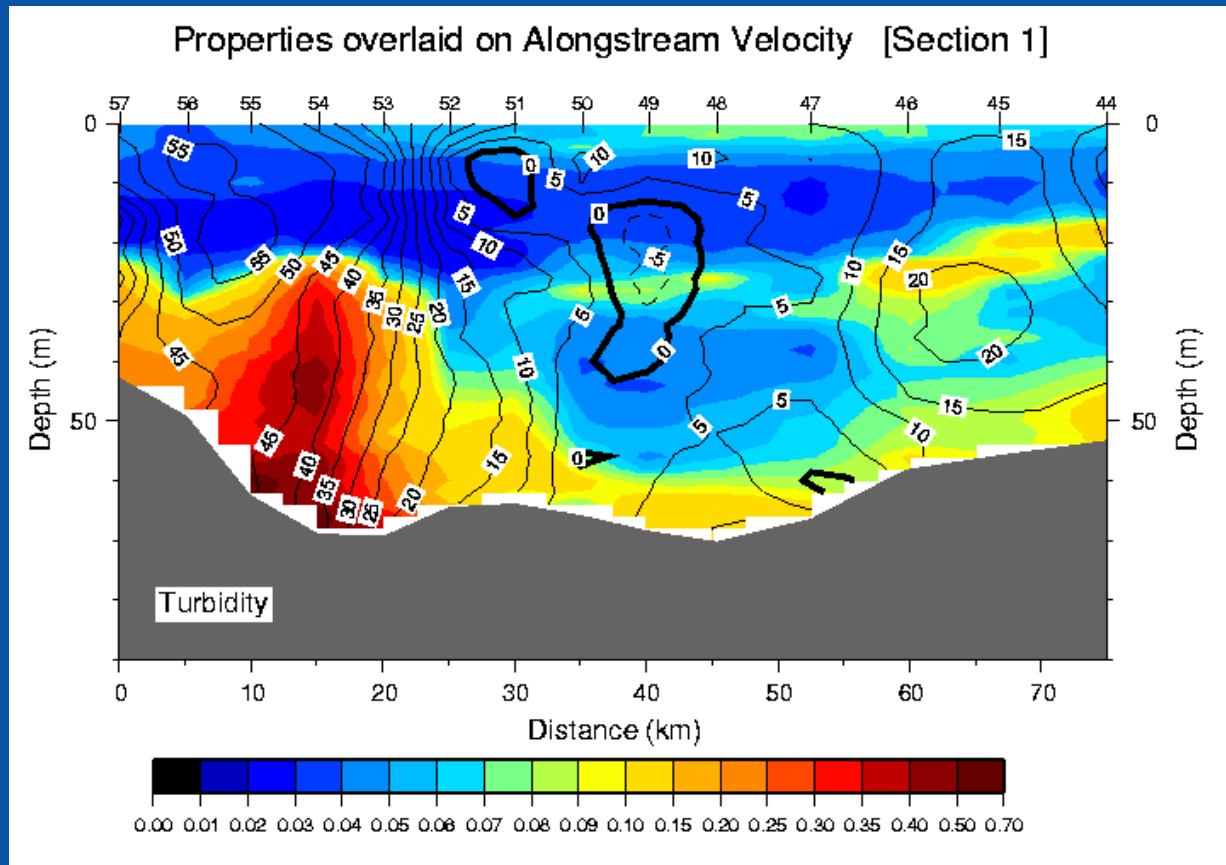 Properties overlaid on Alongstream Velocity [Section 1]
57 56 55 54 53 52 51 50 49 48 47 46 45 44
0 0
55 0 10 10 15
5 5
50 5 0 15
10 -5
55 50 45 40 15 10 20
35 30 25 20 5 5
45 10 0 20
5 15
Depth (m) 50 5 10 50 Depth (m)
45 40 35 30 25 20 15 0
Turbidity
0 10 20 30 40 50 60 70
Distance (km)
0.00 0.01 0.02 0.03 0.04 0.05 0.06 0.07 0.08 0.09 0.10 0.15 0.20 0.25 0.30 0.35 0.40 0.50 0.70